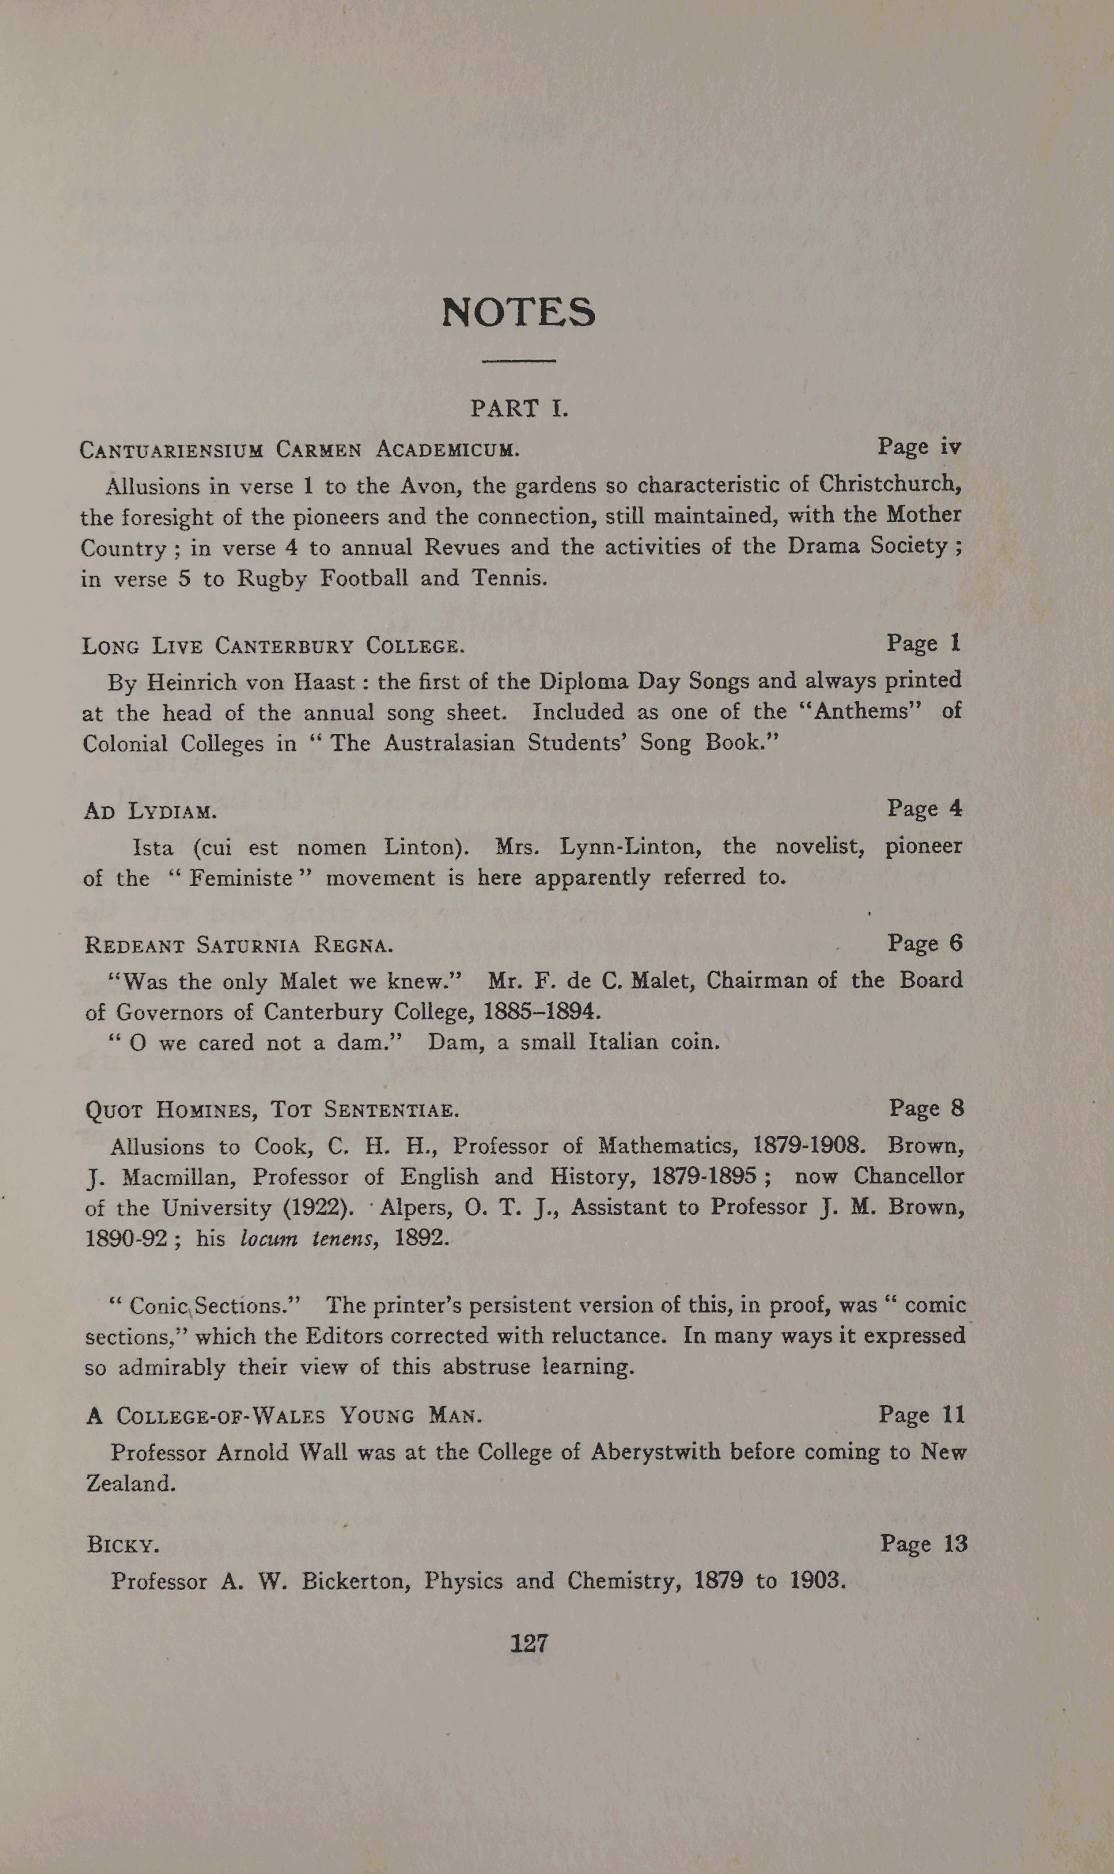 NOTES
PART I.
CANTUARIENSIUM CARMEN ACADEMICUM. Page iv
Allusions in verse 1 to the Avon, the gardens so characteristic of Christchurch,
the foresight of the pioneers and the connection, still maintained, with the Mother
Country ; in verse 4 to annual Revues and the activities of the Drama Society ;
in verse 5 to Rugby Football and Tennis.
LONG LIVE CANTERBURY COLLEGE. Page 1
By Heinrich von Haast : the first of the Diploma Day Songs and always printed
at the head of the annual song sheet. Included as one of the “Anthems” of
Colonial Colleges in “ The Australasian Students’ Song Book.”
AD LYDIAM. Page 4
Ista (cui est nomen Linton). Mrs. Lynn-Linton, the novelist, pioneer
of the “ Feministe ” movement is here apparently referred to.
REDEANT SATURNIA REGNA. Page 6
“Was the only Malet we knew.” Mr. F. de C. Malet, Chairman of the Board
of Governors of Canterbury College, 1885–1894.
“ O we cared not a dam.” Dam, a small Italian coin.
QUOT HOMINES, TOT SENTENTIAE. Page 8
Allusions to Cook, C. H. H., Professor of Mathematics, 1879-1908. Brown,
J. Macmillan, Professor of English and History, 1879-1895 ; now Chancellor
of the University (1922). Alpers, O. T. J., Assistant to Professor J. M. Brown,
1890-92 ; his locum tenens, 1892.
“ Conic Sections.” The printer’s persistent version of this, in proof, was “ comic
sections,” which the Editors corrected with reluctance. In many ways it expressed
so admirably their view of this abstruse learning.
A COLLEGE-OF-WALES YOUNG MAN. Page 11
Professor Arnold Wall was at the College of Aberystwith before coming to New
Zealand.
BICKY. Page 13
Professor A. W. Bickerton, Physics and Chemistry, 1879 to 1903.
127